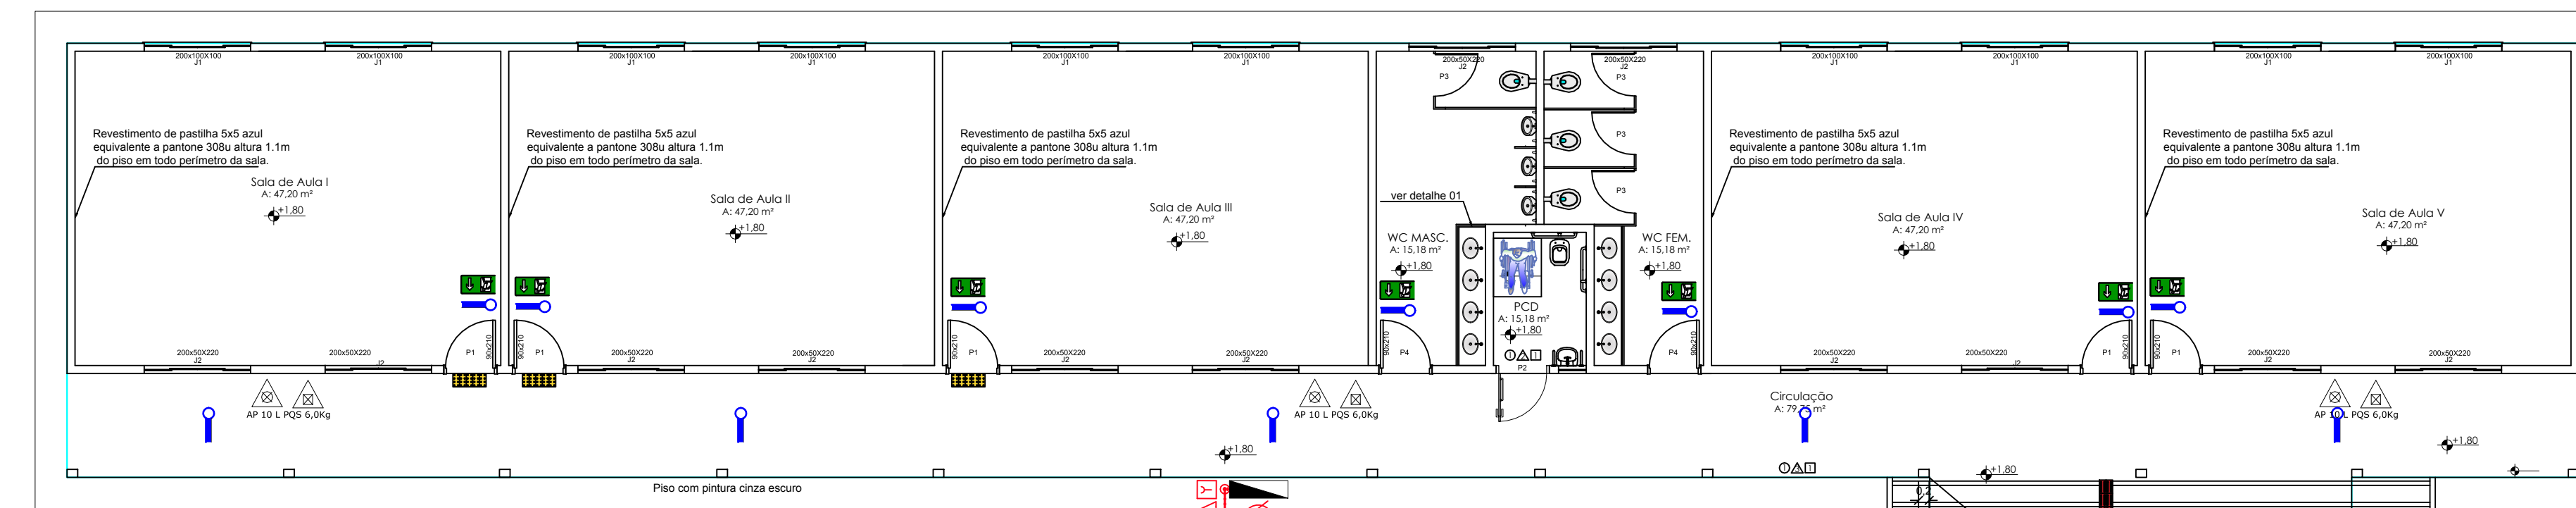 200x100X100
J1
200x100X100
J1
200x100X100
J1
200x100X100
J1
200x100X100
J1
200x100X100
J1
200x50X220
J2
P3
200x50X220
J2
P3
200x100X100
J1
200x100X100
J1
200x100X100
J1
200x100X100
J1
Revestimento de pastilha 5x5 azul
equivalente a pantone 308u altura 1.1m
do piso em todo perímetro da sala.
Revestimento de pastilha 5x5 azul
equivalente a pantone 308u altura 1.1m
do piso em todo perímetro da sala.
Revestimento de pastilha 5x5 azul
equivalente a pantone 308u altura 1.1m
do piso em todo perímetro da sala.
P3
Revestimento de pastilha 5x5 azul
equivalente a pantone 308u altura 1.1m
do piso em todo perímetro da sala.
Revestimento de pastilha 5x5 azul
equivalente a pantone 308u altura 1.1m
do piso em todo perímetro da sala.
Sala de Aula I
A: 47,20 m²
+1,80
Sala de Aula II
A: 47,20 m²
+1,80
Sala de Aula III
A: 47,20 m²
+1,80
ver detalhe 01
P3
WC MASC.
A: 15,18 m²
+1,80
WC FEM.
A: 15,18 m²
+1,80
Sala de Aula IV
A: 47,20 m²
+1,80
Sala de Aula V
A: 47,20 m²
+1,80
PCD
A: 15,18 m²
+1,80
200x50X220
J2
200x50X220
J2
P1
90x210
90x210
P1
200x50X220
J2
200x50X220
J2
90x210
P1
200x50X220
J2
200x50X220
J2
90x210
P4
P2
P4
90x210
200x50X220
J2
200x50X220
J2
P1
90x210
90x210
P1
200x50X220
J2
200x50X220
J2
AP 10 L PQS 6,0Kg
AP 10 L PQS 6,0Kg
Circulação
A: 79,75 m²
AP 10 L PQS 6,0Kg
+1,80
+1,80
+1,80
Piso com pintura cinza escuro